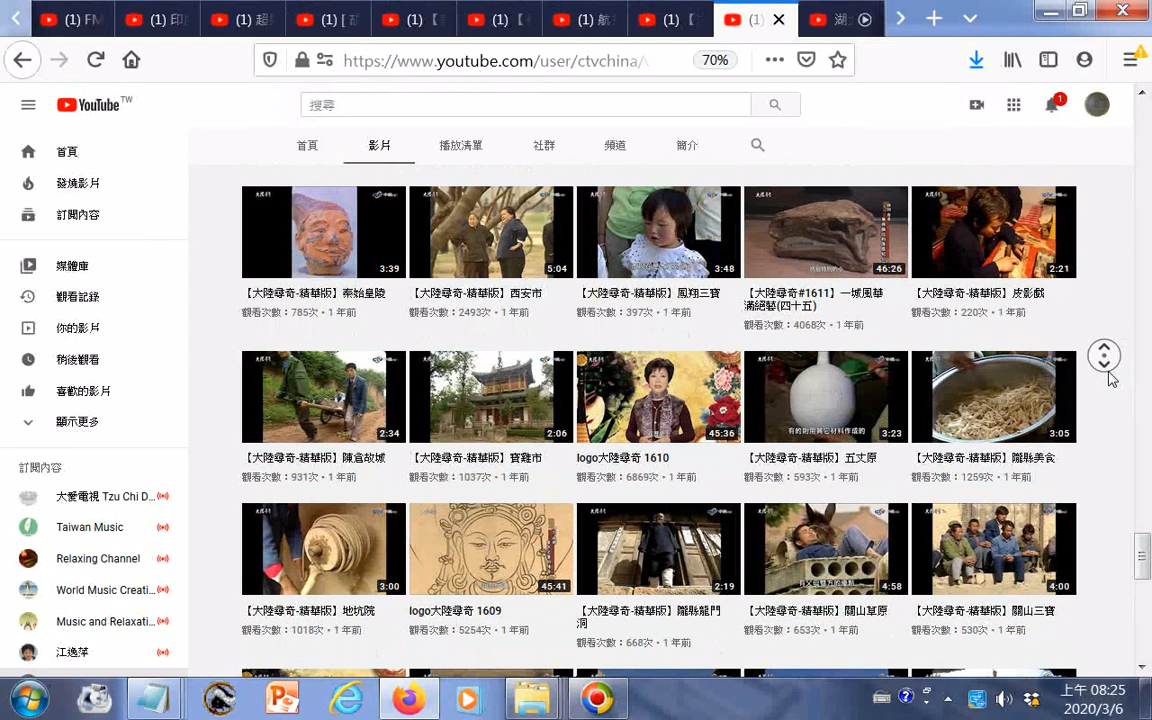 (1) FM
(1) 印
(1) 超
(1) [
(1) 【
(1) 【
(1) 航
(1) 【
(1)
湖
https://www.youtube.com/user/ctvchina/
70%
YouTube TW
搜尋
1
首頁
影片
播放清單
社群
頻道
簡介
首頁
發燒影片
訂閱內容
媒體庫
觀看記錄
你的影片
稍後觀看
喜歡的影片
顯示更多
訂閱內容
大愛電視 Tzu Chi D...
Taiwan Music
Relaxing Channel
World Music Creati...
Music and Relaxati...
江逸萍
3:39
5:04
3:48
46:26
2:21
【大陸尋奇-精華版】秦始皇陵
【大陸尋奇-精華版】西安市
【大陸尋奇-精華版】鳳翔三寶
【大陸尋奇#1611】一城風華
滿絕藝(四十五)
【大陸尋奇-精華版】皮影戲
觀看次數：785次・1 年前
觀看次數：2493次・1 年前
觀看次數：397次・1 年前
觀看次數：4068次・1 年前
觀看次數：220次・1 年前
2:34
2:06
45:36
有的則用其它材料作成的
3:23
3:05
【大陸尋奇-精華版】陳倉故城
【大陸尋奇-精華版】寶雞市
logo大陸尋奇 1610
【大陸尋奇-精華版】五丈原
【大陸尋奇-精華版】隴縣美食
觀看次數：931次・1 年前
觀看次數：1037次・1 年前
觀看次數：6869次・1 年前
觀看次數：593次・1 年前
觀看次數：1259次・1 年前
3:00
45:41
2:19
4:58
4:00
【大陸尋奇-精華版】地坑院
logo大陸尋奇 1609
【大陸尋奇-精華版】隴縣龍門
洞
【大陸尋奇-精華版】關山草原
【大陸尋奇-精華版】關山三寶
觀看次數：1018次・1 年前
觀看次數：5254次・1 年前
觀看次數：668次・1 年前
觀看次數：653次・1 年前
觀看次數：530次・1 年前
上午 08:25
2020/3/6